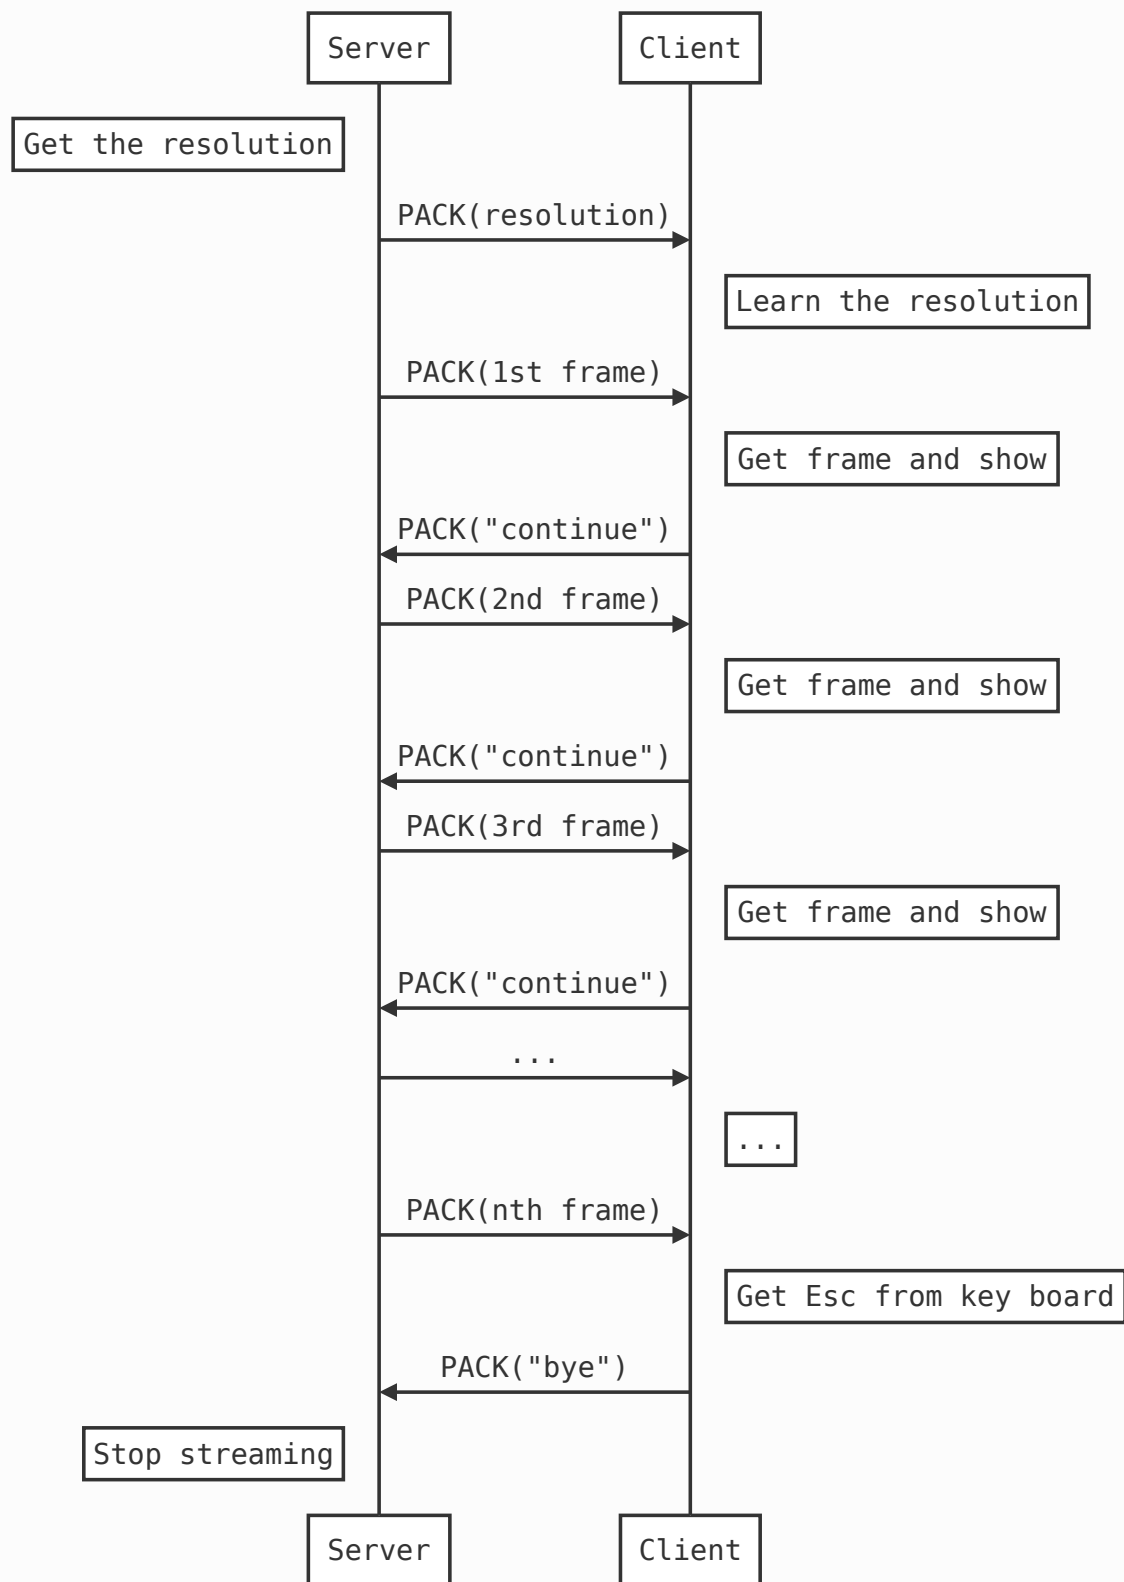 Server
Client
Get the resolution
PACK(resolution)
Learn the resolution
PACK(1st frame)
Get frame and show
PACK("continue")
PACK(2nd frame)
Get frame and show
PACK("continue")
PACK(3rd frame)
Get frame and show
PACK("continue")
...
...
PACK(nth frame)
Get Esc from key board
PACK("bye")
Stop streaming
Server
Client